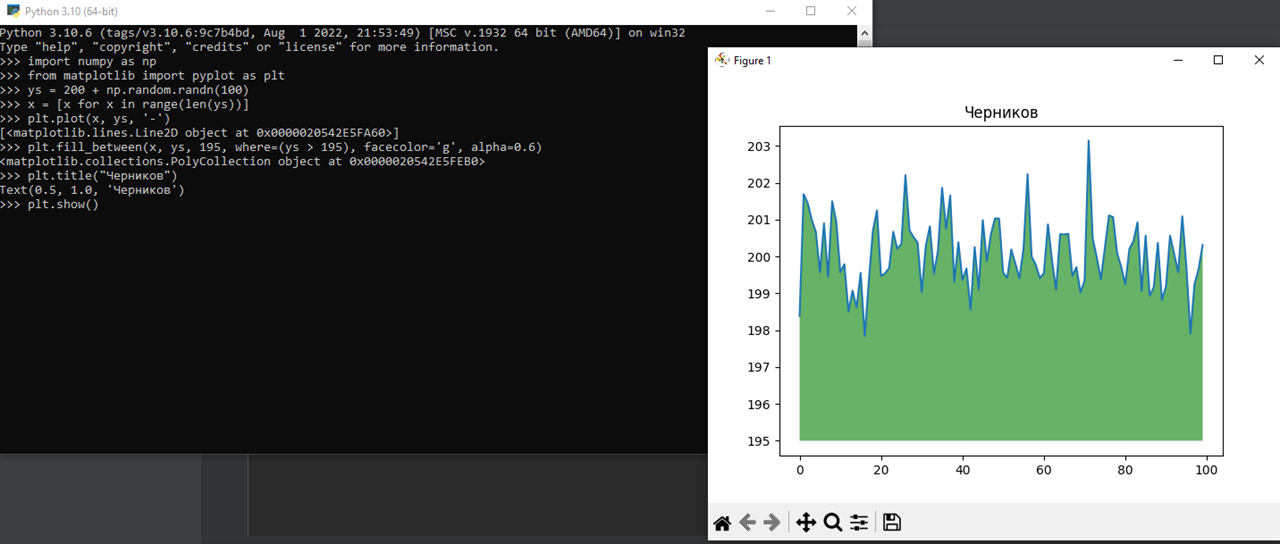 Python 3.10 (64-bit)
Python 3.10.6 (tags/v3.10.6:9c7b4bd, Aug  1 2022, 21:53:49) [MSC v.1932 64 bit (AMD64)] on win32
Type "help", "copyright", "credits" or "license" for more information.
>>> import numpy as np
>>> from matplotlib import pyplot as plt
>>> ys = 200 + np.random.randn(100)
>>> x = [x for x in range(len(ys))]
>>> plt.plot(x, ys, '-')
[<matplotlib.lines.Line2D object at 0x0000020542E5FA60>]
>>> plt.fill_between(x, ys, 195, where=(ys > 195), facecolor='g', alpha=0.6)
<matplotlib.collections.PolyCollection object at 0x0000020542E5FEB0>
>>> plt.title("Черников")
Text(0.5, 1.0, 'Черников')
>>> plt.show()
Figure 1
Черников
203
202
201
200
199
198
197
196
195
0 20 40 60 80 100